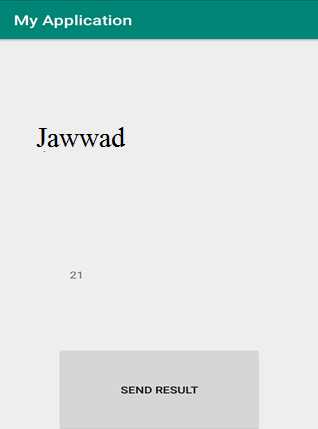 My Application
Jawwad
21
SEND RESULT